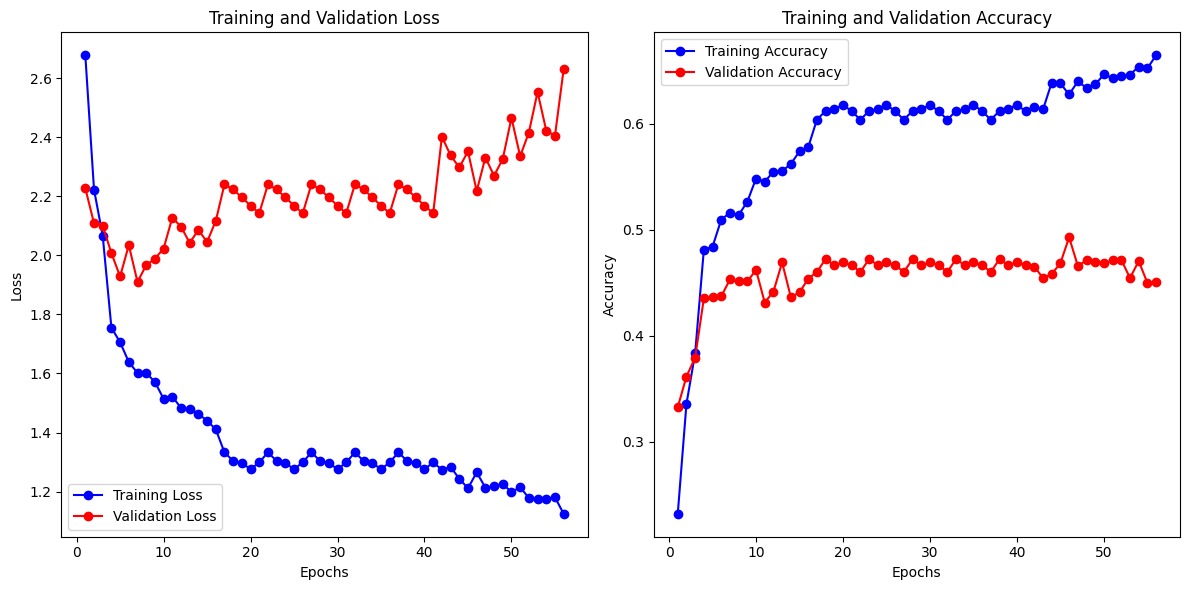 Training and Validation Loss
2.6
2.4
2.2
2.0
1.8
1.6
1.4
1.2
Loss
Training Loss
Validation Loss
0 10 20 30 40 50
Epochs
Training and Validation Accuracy
Training Accuracy
Validation Accuracy
0.6
0.5
0.4
0.3
Accuracy
0 10 20 30 40 50
Epochs